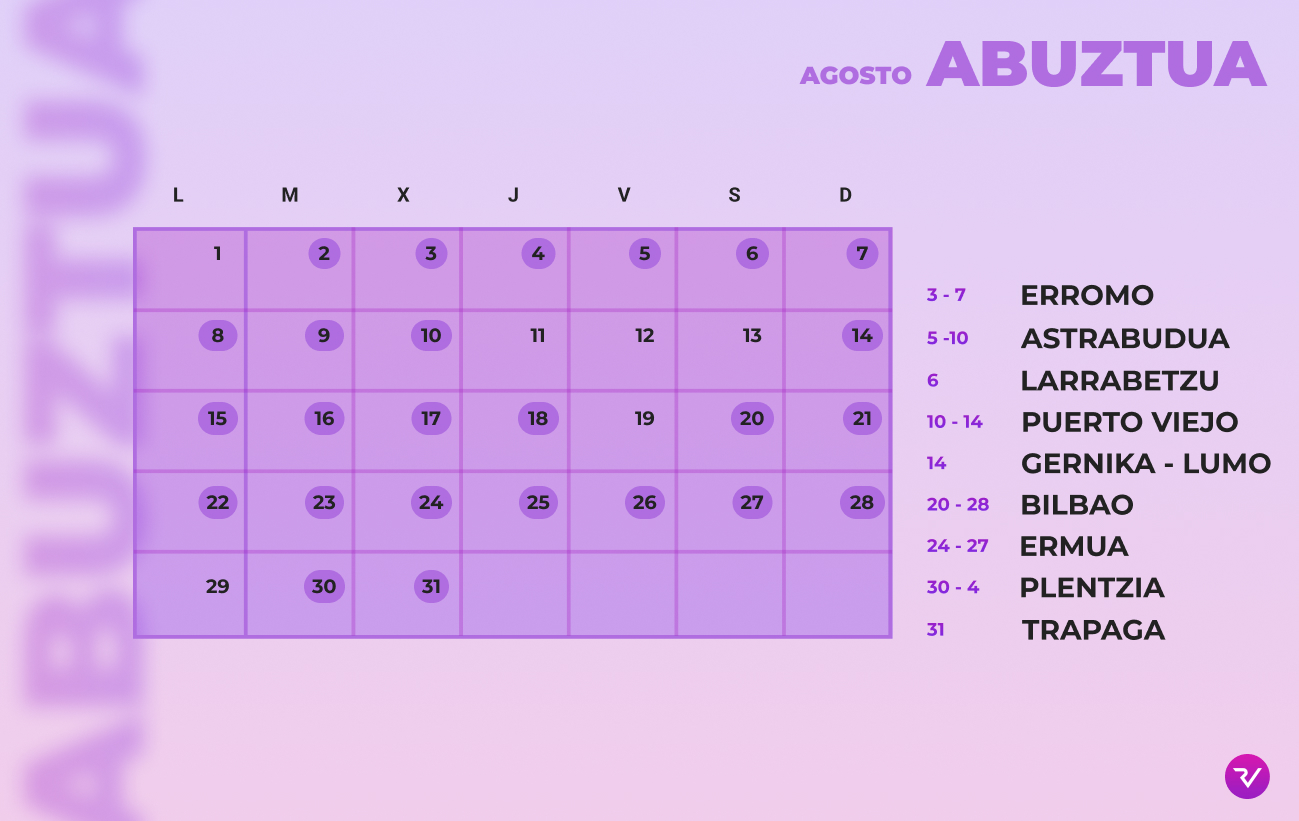 AGOSTO ABUZTUA
ABUZTUA
L M X J V S D
1 2 3 4 5 6 7
8 9 10 11 12 13 14
15 16 17 18 19 20 21
22 23 24 25 26 27 28
29 30 31
3 - 7 ERROMO
5 -10 ASTRABUDUA
6 LARRABETZU
10 - 14 PUERTO VIEJO
14 GERNIKA - LUMO
20 - 28 BILBAO
24 - 27 ERMUA
30 - 4 PLENTZIA
31 TRAPAGA
RV